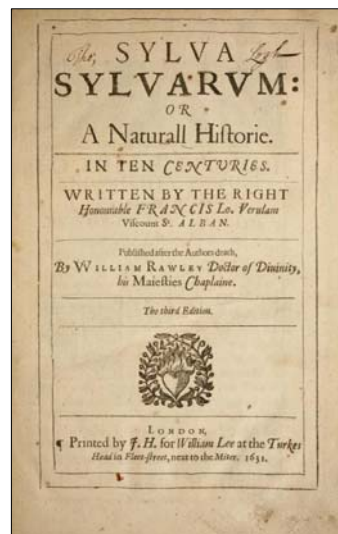 SYLVA
SYLVARVM:
OR
A Naturall Hiſtorie.
IN TEN CENTVRIES.
WRITTEN BY THE RIGHT
Honourable FRANCIS Lo. Verulam
Viſcount St. ALBAN.
Publiſhed after the Authors death,
By WILLIAM RAWLEY Doctor of Divinity,
his Maieſties Chaplaine.
The third Edition.
LONDON,
¶ Printed by J. H. for William Lee at the Turkes
Head in Fleet-ſtreet, next to the Miter. 1631.